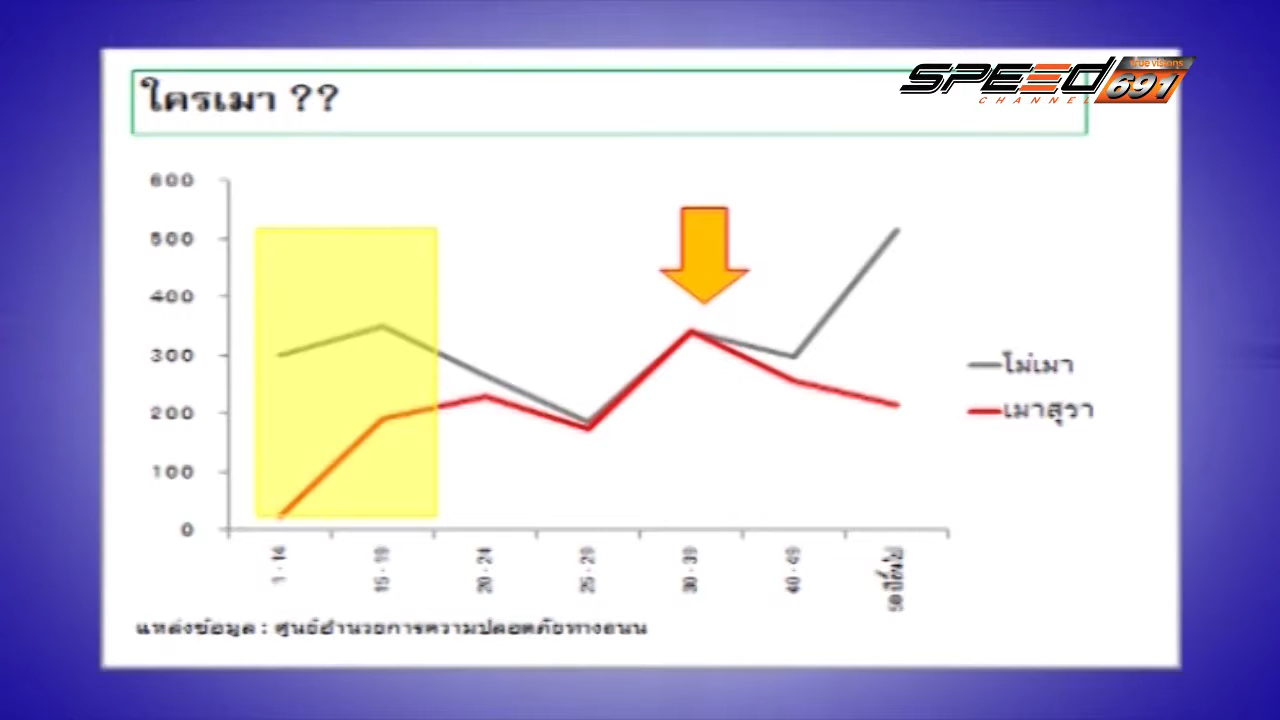 ใครเมา ??
SPEED
true visions
CHANNEL 691
600
500
400
300
200
100
0
ไม่เมา
เมาสุรา
1 - 14
15 - 19
20 - 24
25 - 29
30 - 39
40 - 49
50 ปีขึ้นไป
แหล่งข้อมูล : ศูนย์อำนวยการความปลอดภัยทางถนน